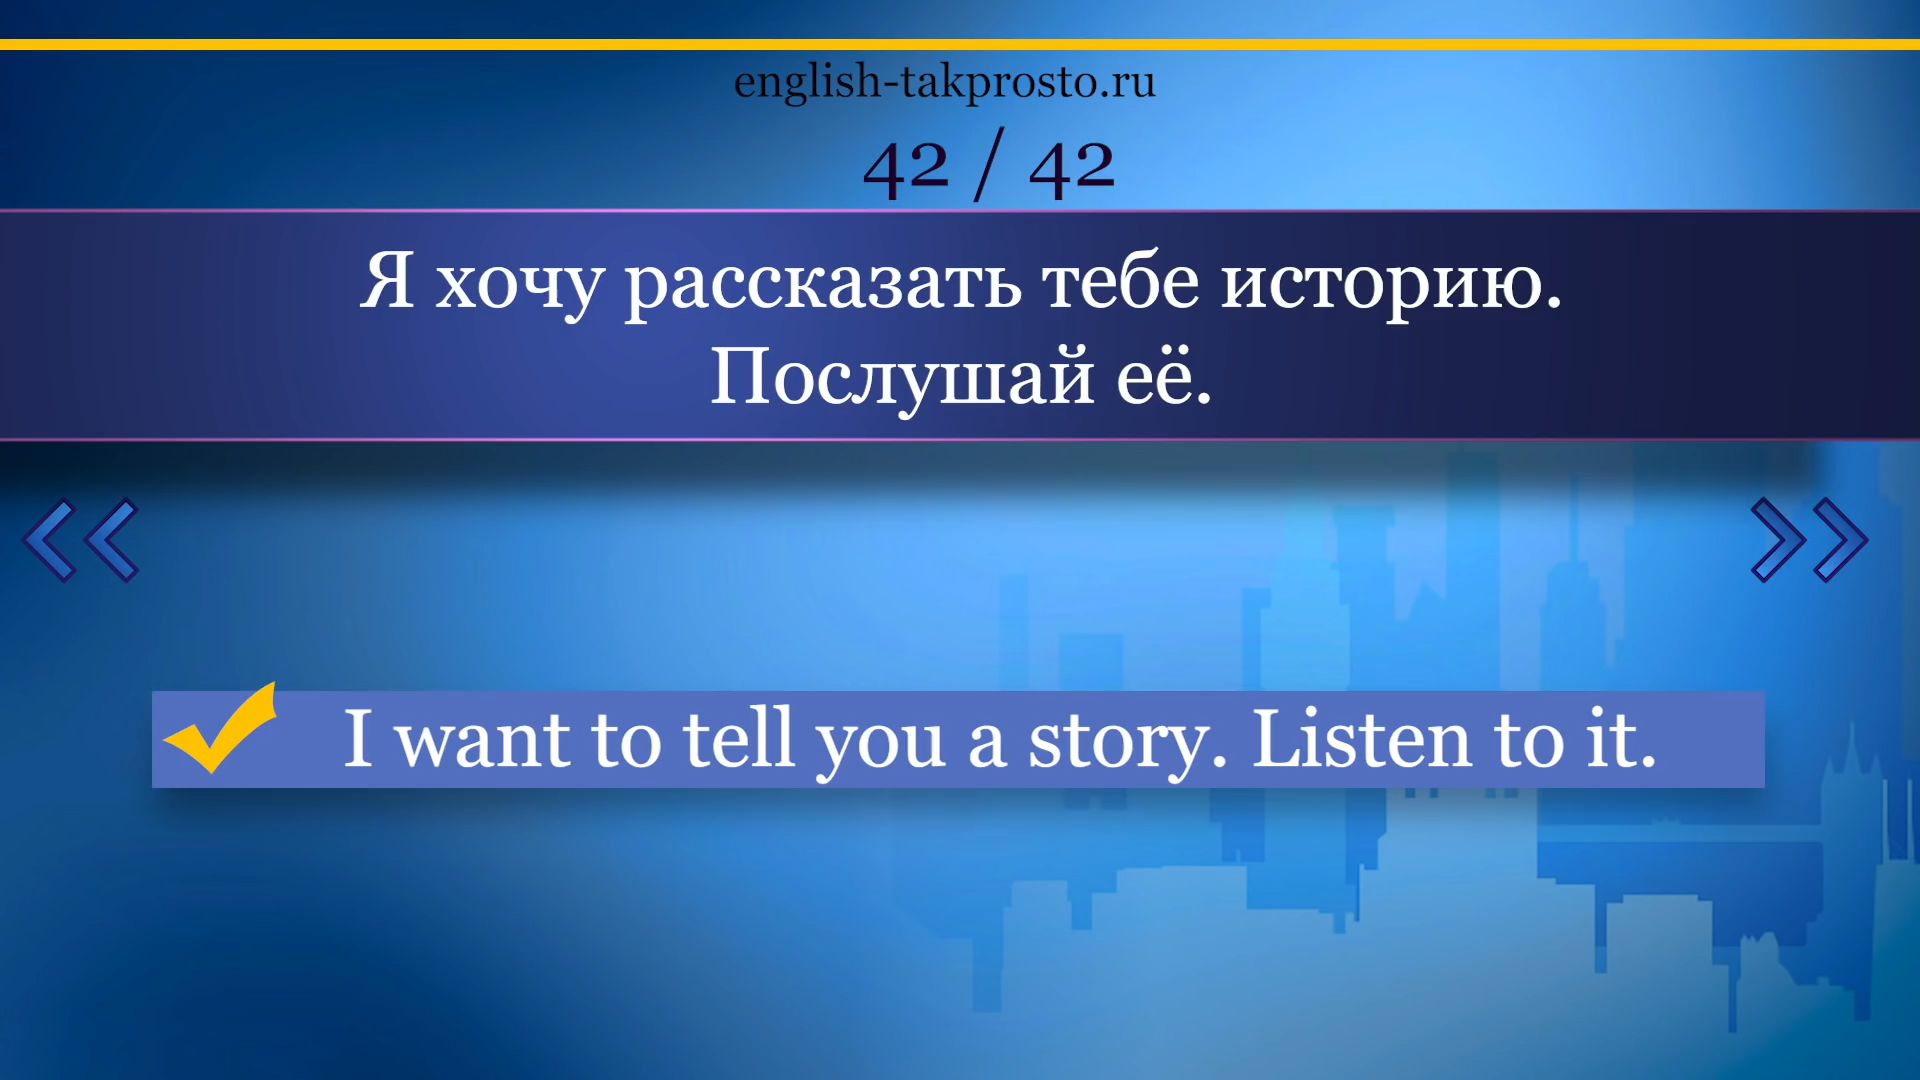 english-takprosto.ru
42 / 42
Я хочу рассказать тебе историю.
Послушай её.
I want to tell you a story. Listen to it.